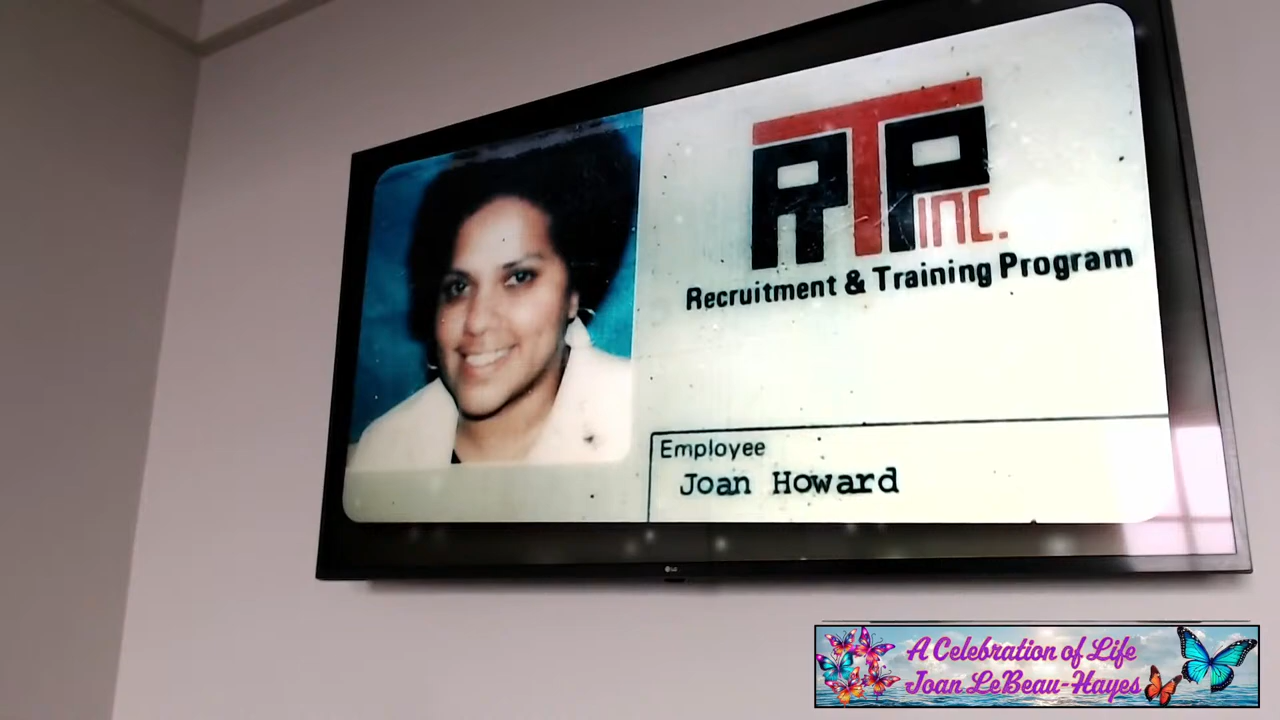 RTP
INC.
Recruitment & Training Program
Employee
Joan Howard
LG
A Celebration of Life
Joan LeBeau-Hayes